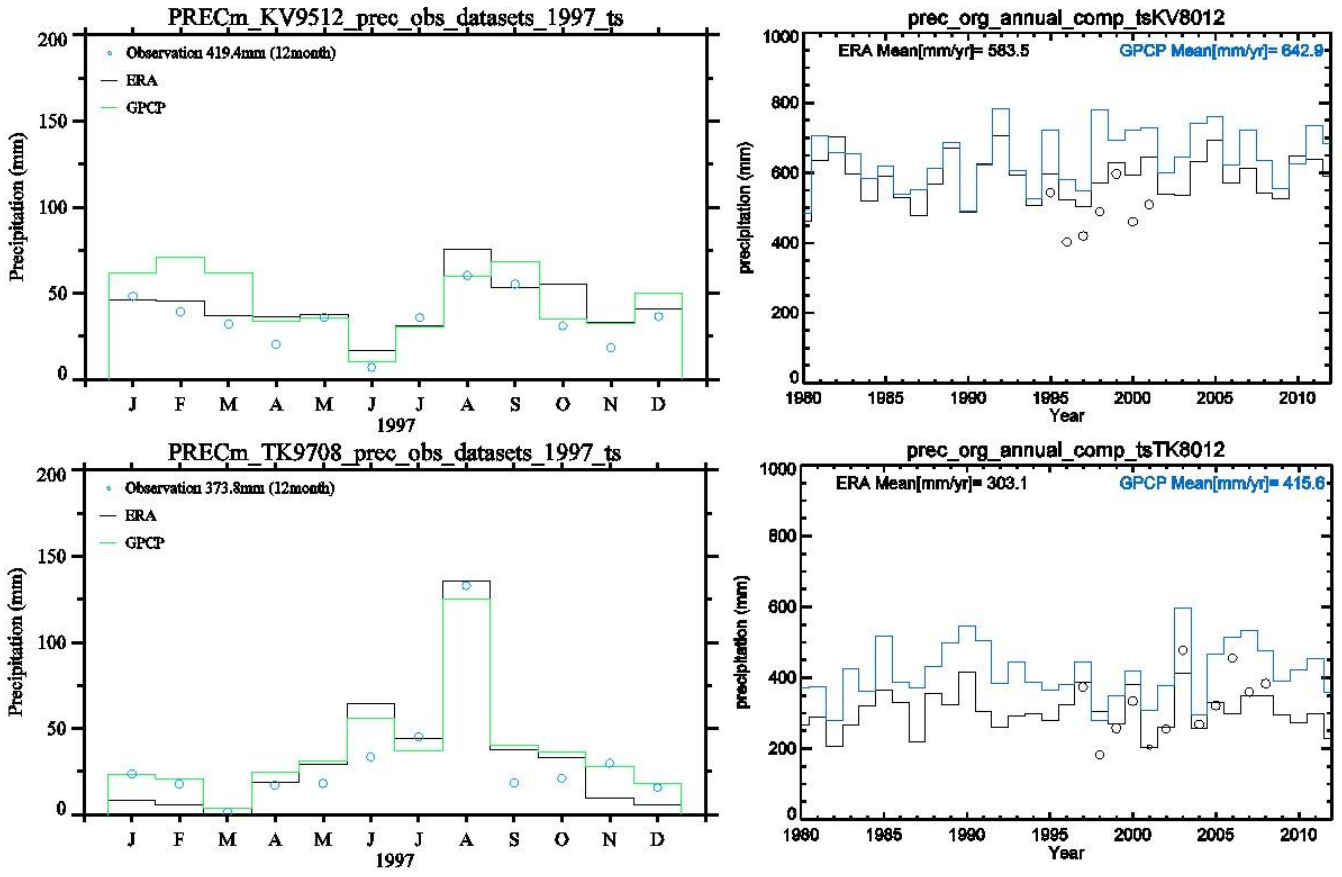 PRECm_KV9512_prec_obs_datasets_1997_ts
200
150
100
50
0
Precipitation (mm)
Observation 419.4mm (12month)
ERA
GPCP
J F M A M J J A S O N D
1997
prec_org_annual_comp_tsKV8012
1000
800
600
400
200
0
precipitation (mm)
ERA Mean[mm/yr]= 583.5 GPCP Mean[mm/yr]= 642.9
1980 1985 1990 1995 2000 2005 2010
Year
PRECm_TK9708_prec_obs_datasets_1997_ts
200
150
100
50
0
Precipitation (mm)
Observation 373.8mm (12month)
ERA
GPCP
J F M A M J J A S O N D
1997
prec_org_annual_comp_tsTK8012
1000
800
600
400
200
0
precipitation (mm)
ERA Mean[mm/yr]= 303.1 GPCP Mean[mm/yr]= 415.6
1980 1985 1990 1995 2000 2005 2010
Year